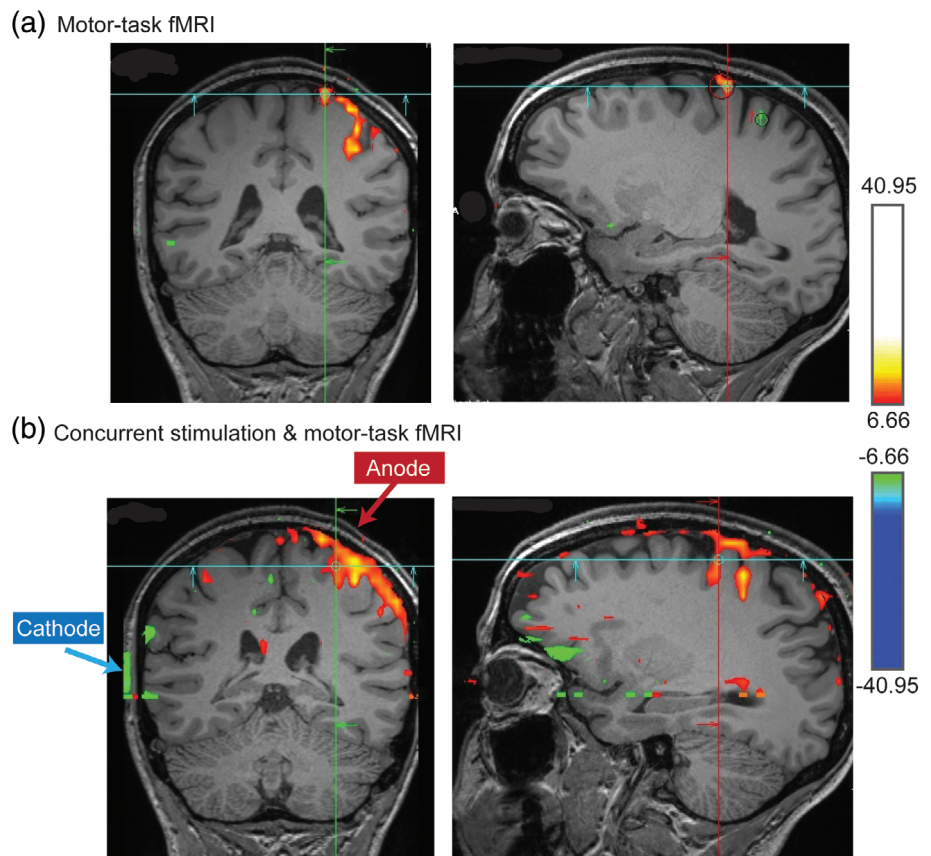 (a) Motor-task fMRI
A
40.95
6.66
(b) Concurrent stimulation & motor-task fMRI
-6.66
Anode
Cathode
-40.95